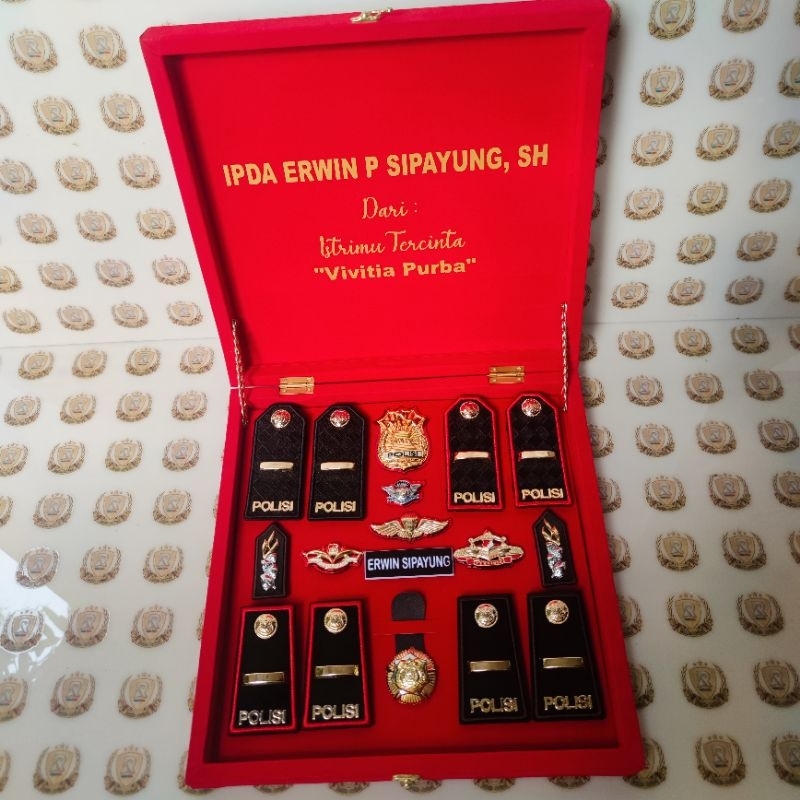 IPDA ERWIN P SIPAYUNG, SH
Dari :
Istrimu Tercinta
"Vivitia Purba"
POLISI
POLISI
POLISI
POLISI
POLISI
ERWIN SIPAYUNG
POLISI
POLISI
POLISI
POLISI